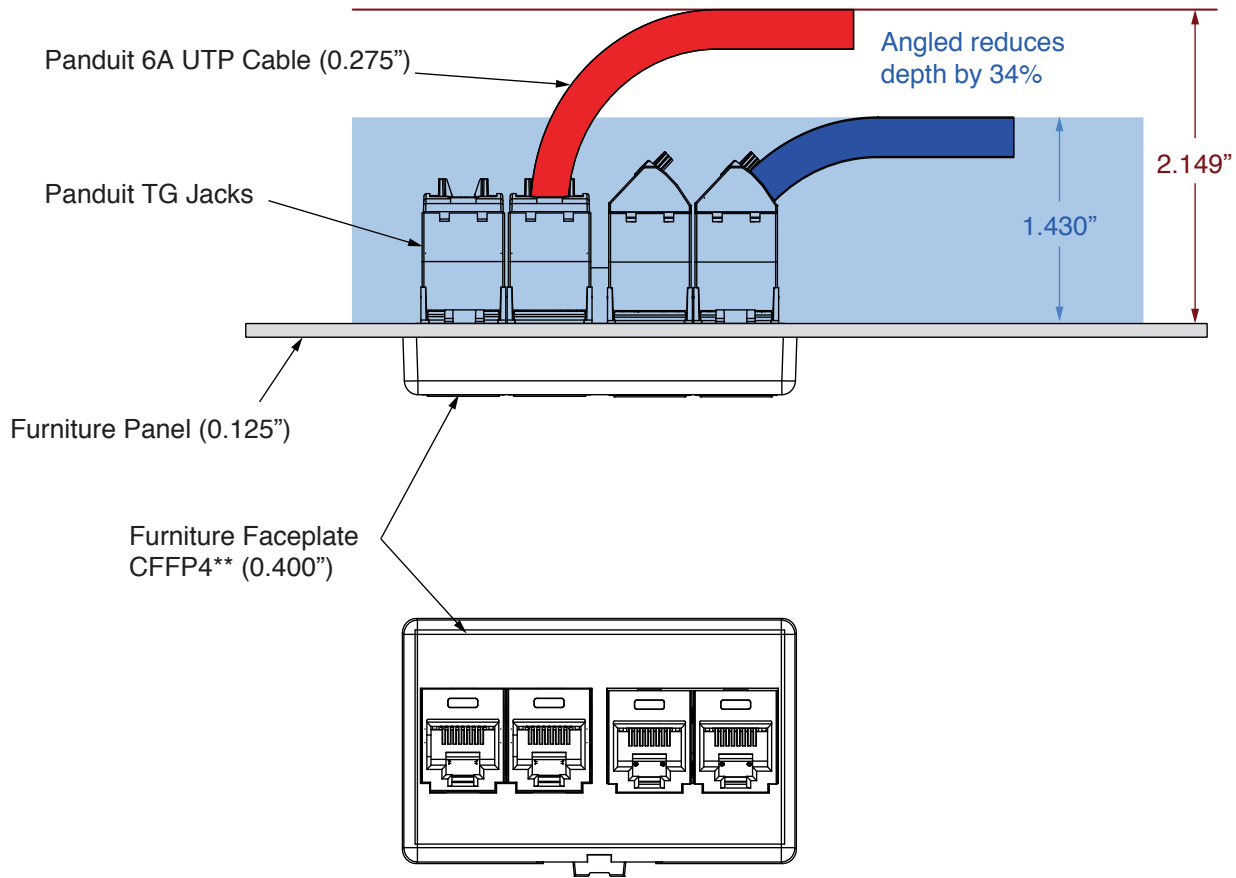 Panduit 6A UTP Cable (0.275”)
Angled reduces
depth by 34%
2.149”
Panduit TG Jacks
1.430”
Furniture Panel (0.125”)
Furniture Faceplate
CFFP4** (0.400”)